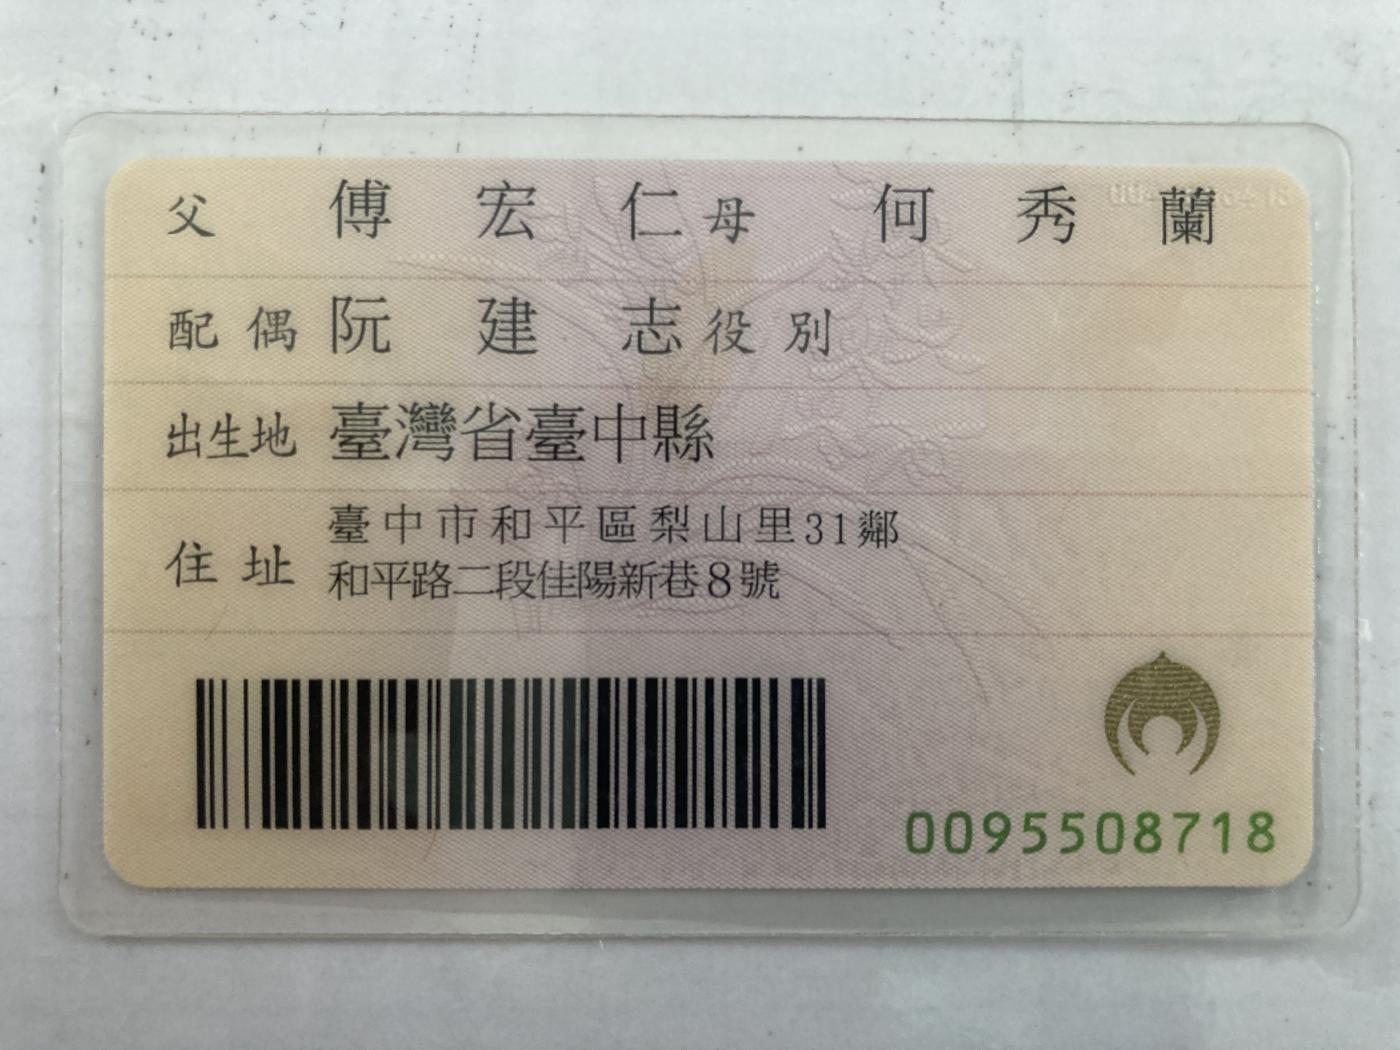 父 傅宏仁 母 何秀蘭
配偶 阮建志 役別
出生地 臺灣省臺中縣
住址 臺中市和平區梨山里31鄰
和平路二段佳陽新巷8號
0095508718